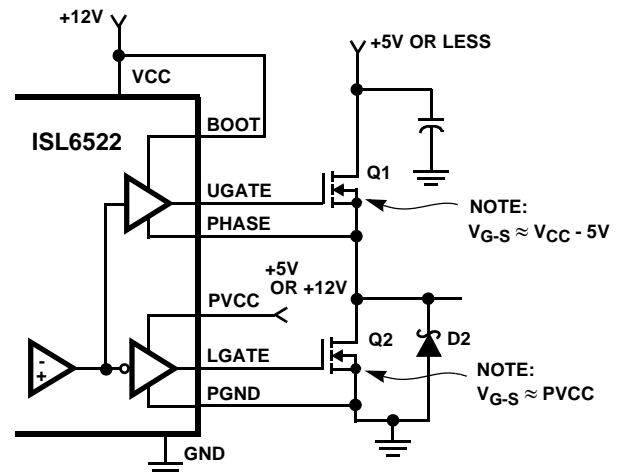 +12V
+5V OR LESS
VCC
BOOT
ISL6522
Q1
UGATE
NOTE:
VG-S ≈ VCC - 5V
PHASE
+5V
OR +12V
PVCC
Q2
D2
LGATE
NOTE:
VG-S ≈ PVCC
PGND
-
+
GND